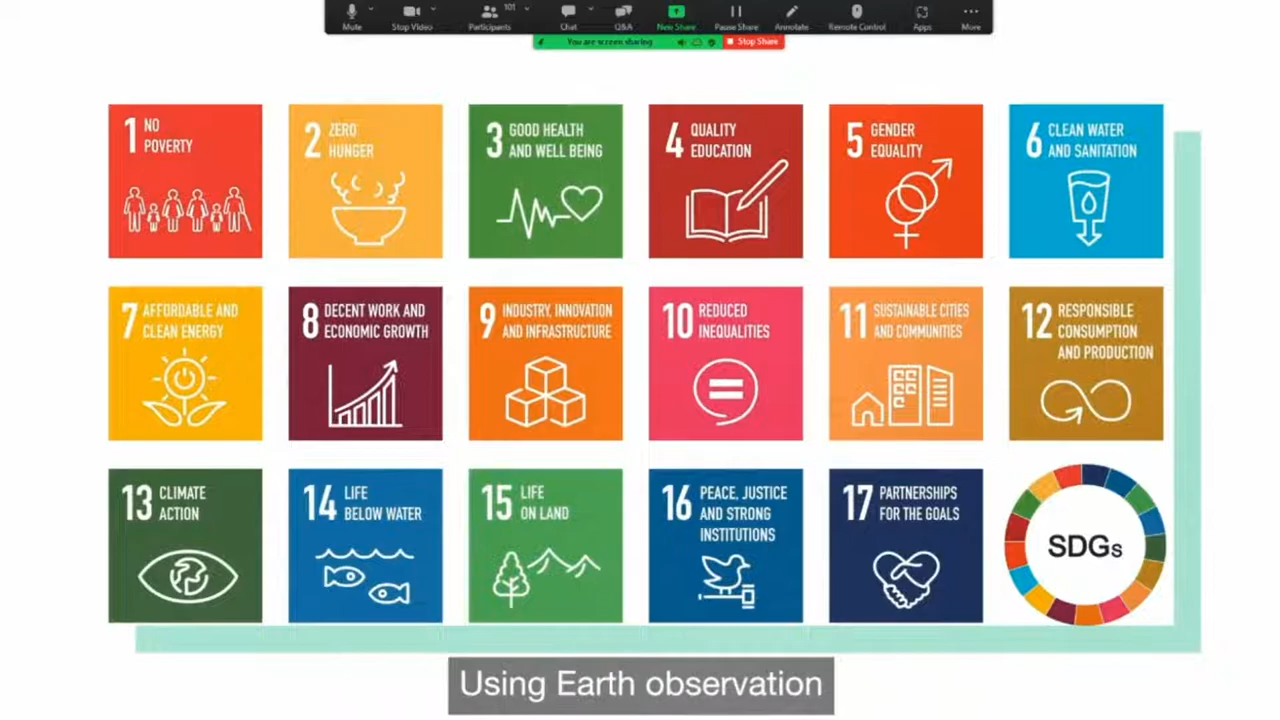 101
Mute
Stop Video
Participants
Chat
Q&A
New Share
Pause Share
Annotate
Remote Control
Apps
More
You are screen sharing
Stop Share
1 NO
POVERTY
2 ZERO
HUNGER
3 GOOD HEALTH
AND WELL BEING
4 QUALITY
EDUCATION
5 GENDER
EQUALITY
6 CLEAN WATER
AND SANITATION
7 AFFORDABLE AND
CLEAN ENERGY
8 DECENT WORK AND
ECONOMIC GROWTH
9 INDUSTRY, INNOVATION
AND INFRASTRUCTURE
10 REDUCED
INEQUALITIES
11 SUSTAINABLE CITIES
AND COMMUNITIES
12 RESPONSIBLE
CONSUMPTION
AND PRODUCTION
13 CLIMATE
ACTION
14 LIFE
BELOW WATER
15 LIFE
ON LAND
16 PEACE, JUSTICE
AND STRONG
INSTITUTIONS
17 PARTNERSHIPS
FOR THE GOALS
SDGs
Using Earth observation